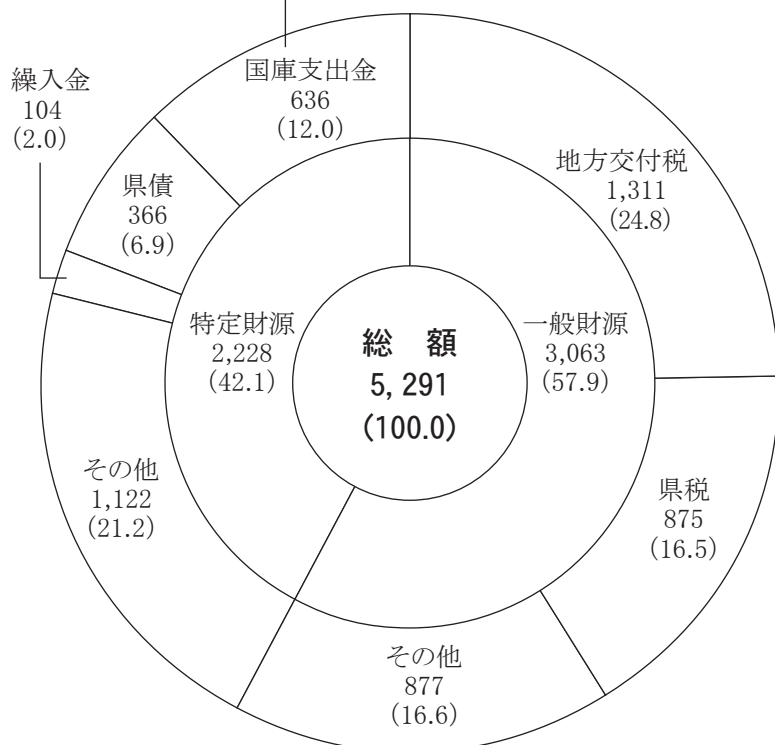 国庫支出金
636
(12.0)
繰入金
104
(2.0)
県債
366
(6.9)
地方交付税
1,311
(24.8)
特定財源
2,228
(42.1)
総 額
5,291
(100.0)
一般財源
3,063
(57.9)
その他
1,122
(21.2)
県税
875
(16.5)
その他
877
(16.6)